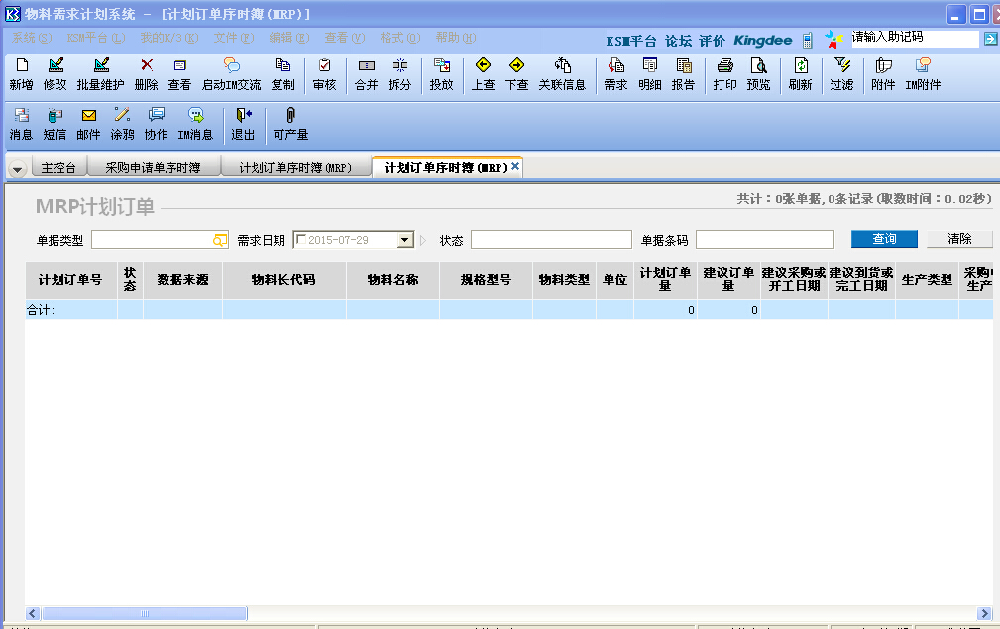 物料需求计划系统 - [计划订单序时簿(MRP)]
系统(S) KSM平台(L) 我的K/3(K) 文件(F) 编辑(E) 查看(V) 格式(O) 帮助(H)
KSM平台 论坛 评价 Kingdee 请输入助记码
新增 修改 批量维护 删除 查看 启动IM交流 复制 审核 合并 拆分 投放 上查 下查 关联信息 需求 明细 报告 打印 预览 刷新 过滤 附件 IM附件
消息 短信 邮件 涂鸦 协作 IM消息 退出 可产量
主控台 采购申请单序时簿 计划订单序时簿(MRP) 计划订单序时簿(MRP)
MRP计划订单
共计：0张单据,0条记录(取数时间：0.02秒)
单据类型 需求日期 2015-07-29 状态 单据条码 查询 清除
计划订单号 状态 数据来源 物料长代码 物料名称 规格型号 物料类型 单位 计划订单量 建议订单量 建议采购或开工日期 建议到货或完工日期 生产类型
合计: 0 0